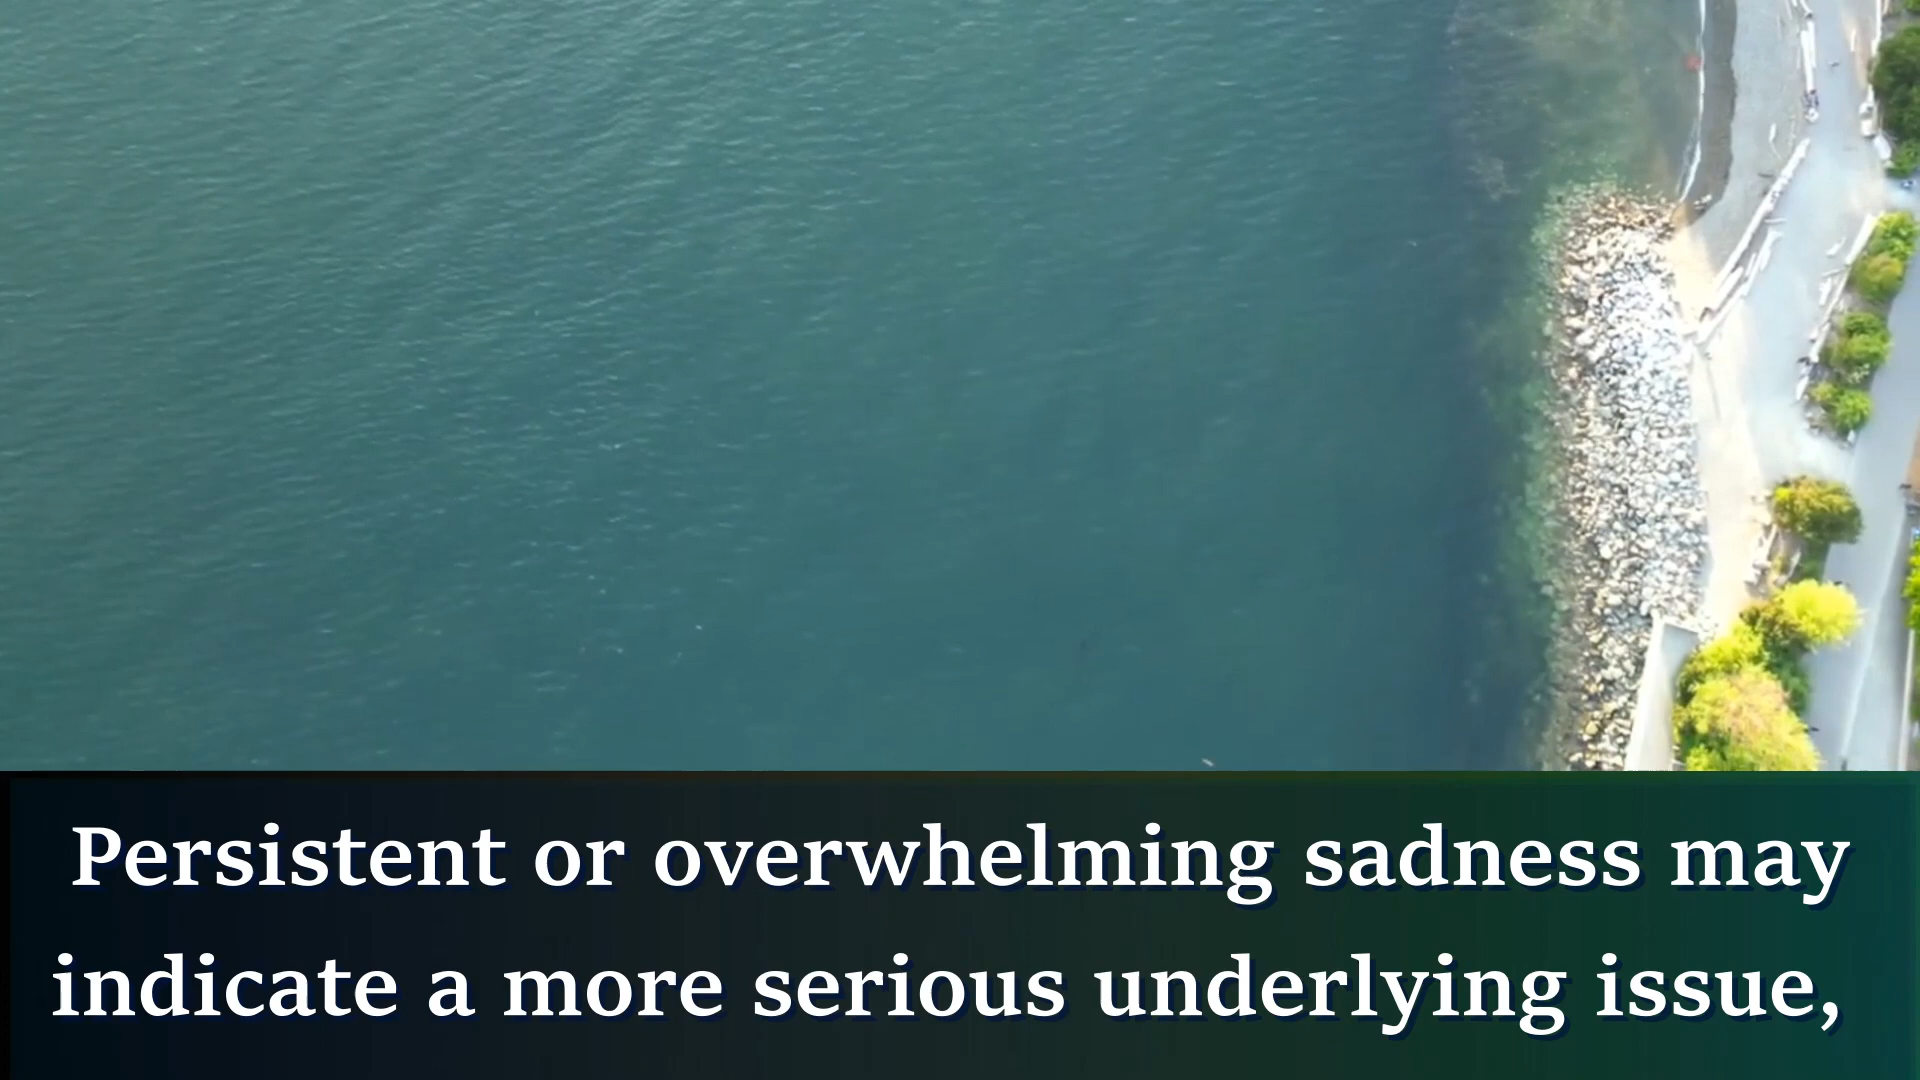 Persistent or overwhelming sadness may
indicate a more serious underlying issue,